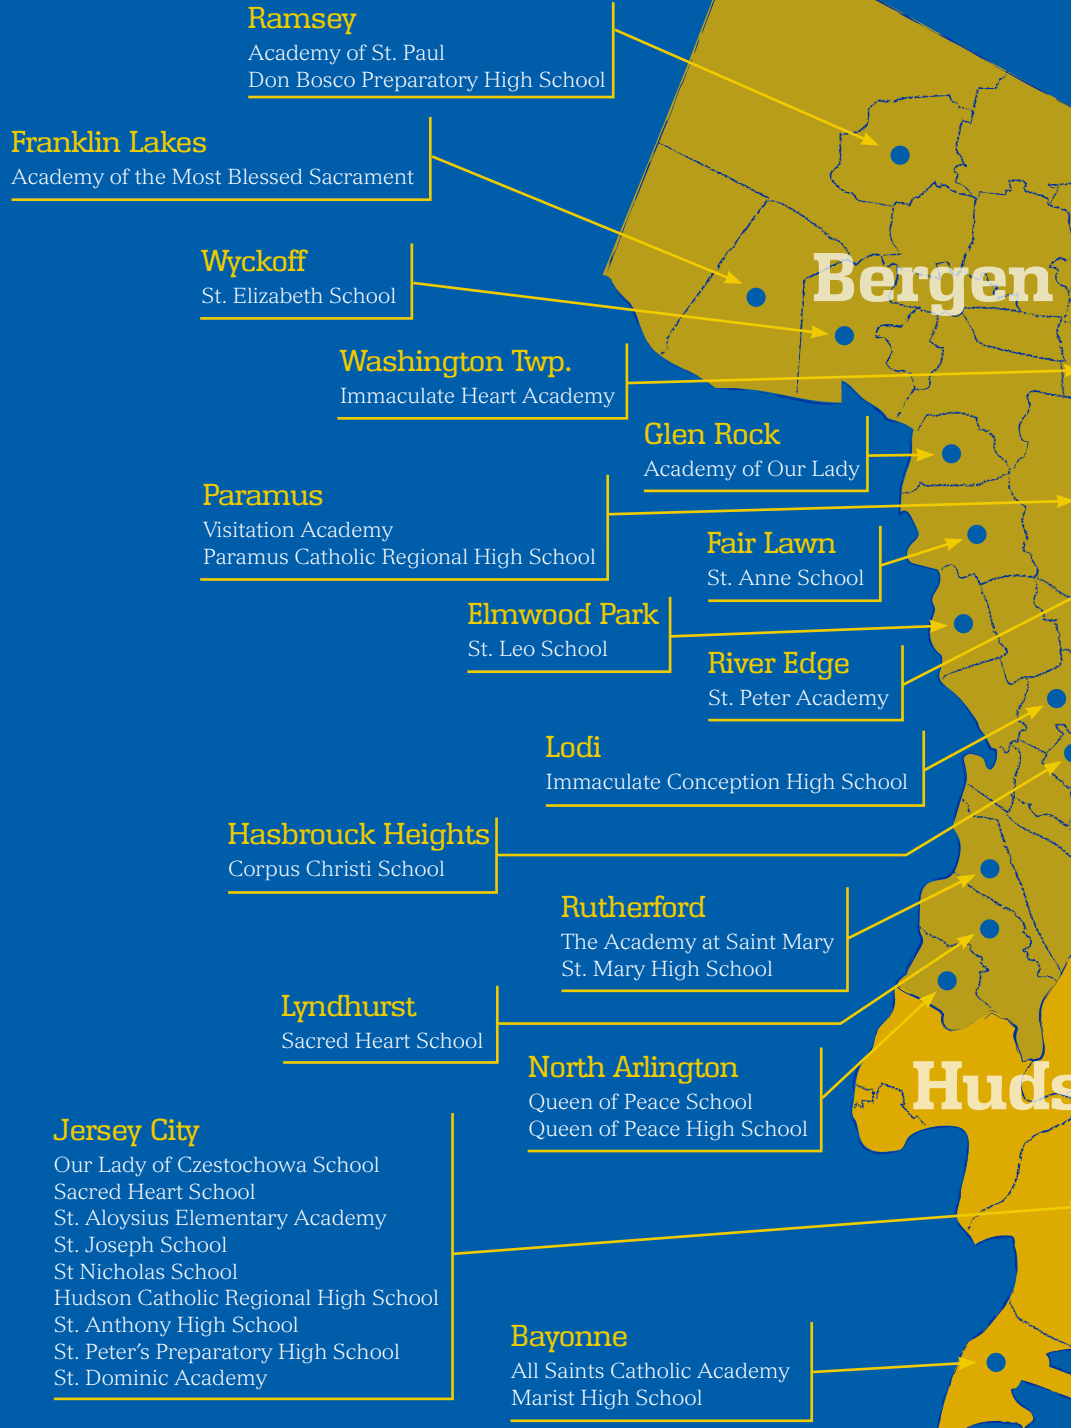 Ramsey
Academy of St. Paul
Don Bosco Preparatory High School
Franklin Lakes
Academy of the Most Blessed Sacrament
Wyckoff
St. Elizabeth School
Bergen
Washington Twp.
Immaculate Heart Academy
Glen Rock
Academy of Our Lady
Paramus
Visitation Academy
Paramus Catholic Regional High School
Fair Lawn
St. Anne School
Elmwood Park
St. Leo School
River Edge
St. Peter Academy
Lodi
Immaculate Conception High School
Hasbrouck Heights
Corpus Christi School
Rutherford
The Academy at Saint Mary
St. Mary High School
Lyndhurst
Sacred Heart School
North Arlington
Queen of Peace School
Queen of Peace High School
Huds
Jersey City
Our Lady of Czestochowa School
Sacred Heart School
St. Aloysius Elementary Academy
St. Joseph School
St Nicholas School
Hudson Catholic Regional High School
St. Anthony High School
St. Peter's Preparatory High School
St. Dominic Academy
Bayonne
All Saints Catholic Academy
Marist High School